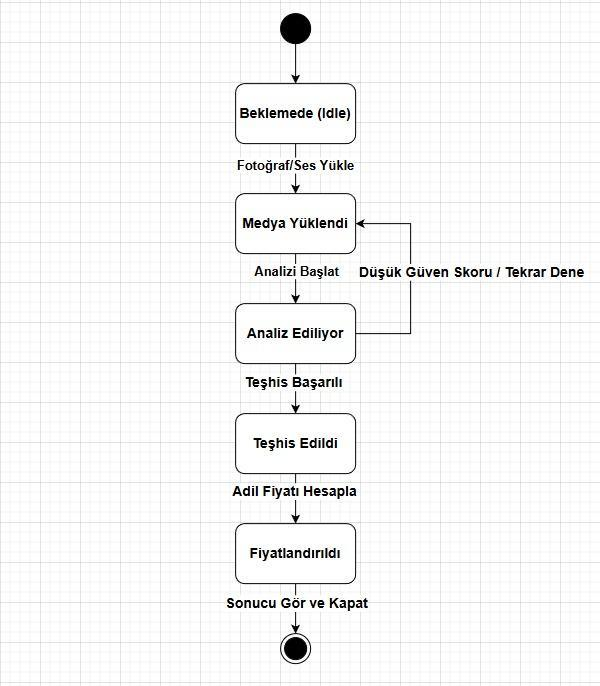 Beklemede (Idle)
Fotoğraf/Ses Yükle
Medya Yüklendi
Analizi Başlat
Düşük Güven Skoru / Tekrar Dene
Analiz Ediliyor
Teşhis Başarılı
Teşhis Edildi
Adil Fiyatı Hesapla
Fiyatlandırıldı
Sonucu Gör ve Kapat